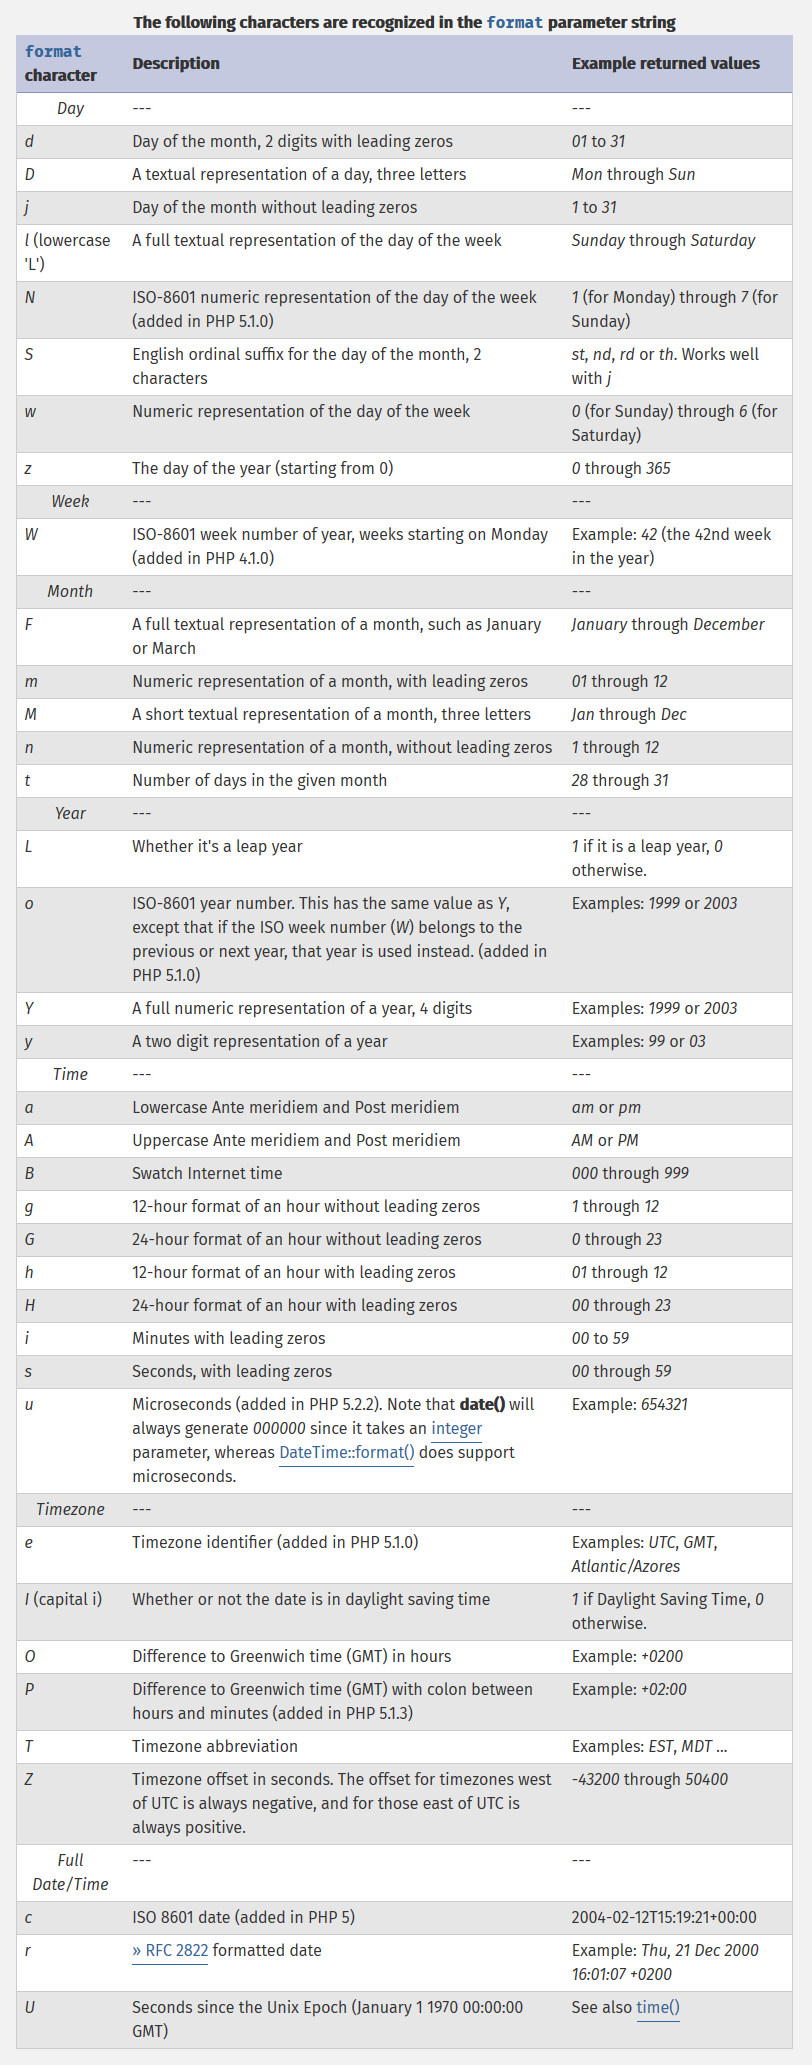 The following characters are recognized in the format parameter string
format
character
Description
Example returned values
Day
---
---
d
Day of the month, 2 digits with leading zeros
01 to 31
D
A textual representation of a day, three letters
Mon through Sun
j
Day of the month without leading zeros
1 to 31
l (lowercase
'L')
A full textual representation of the day of the week
Sunday through Saturday
N
ISO-8601 numeric representation of the day of the week
(added in PHP 5.1.0)
1 (for Monday) through 7 (for
Sunday)
S
English ordinal suffix for the day of the month, 2
characters
st, nd, rd or th. Works well
with j
w
Numeric representation of the day of the week
0 (for Sunday) through 6 (for
Saturday)
z
The day of the year (starting from 0)
0 through 365
Week
---
---
W
ISO-8601 week number of year, weeks starting on Monday
(added in PHP 4.1.0)
Example: 42 (the 42nd week
in the year)
Month
---
---
F
A full textual representation of a month, such as January
or March
January through December
m
Numeric representation of a month, with leading zeros
01 through 12
M
A short textual representation of a month, three letters
Jan through Dec
n
Numeric representation of a month, without leading zeros
1 through 12
t
Number of days in the given month
28 through 31
Year
---
---
L
Whether it's a leap year
1 if it is a leap year, 0
otherwise.
o
ISO-8601 year number. This has the same value as Y,
except that if the ISO week number (W) belongs to the
previous or next year, that year is used instead. (added in
PHP 5.1.0)
Examples: 1999 or 2003
Y
A full numeric representation of a year, 4 digits
Examples: 1999 or 2003
y
A two digit representation of a year
Examples: 99 or 03
Time
---
---
a
Lowercase Ante meridiem and Post meridiem
am or pm
A
Uppercase Ante meridiem and Post meridiem
AM or PM
B
Swatch Internet time
000 through 999
g
12-hour format of an hour without leading zeros
1 through 12
G
24-hour format of an hour without leading zeros
0 through 23
h
12-hour format of an hour with leading zeros
01 through 12
H
24-hour format of an hour with leading zeros
00 through 23
i
Minutes with leading zeros
00 to 59
s
Seconds, with leading zeros
00 through 59
u
Microseconds (added in PHP 5.2.2). Note that date() will
always generate 000000 since it takes an integer
parameter, whereas DateTime::format() does support
microseconds.
Example: 654321
Timezone
---
---
e
Timezone identifier (added in PHP 5.1.0)
Examples: UTC, GMT,
Atlantic/Azores
I (capital i)
Whether or not the date is in daylight saving time
1 if Daylight Saving Time, 0
otherwise.
O
Difference to Greenwich time (GMT) in hours
Example: +0200
P
Difference to Greenwich time (GMT) with colon between
hours and minutes (added in PHP 5.1.3)
Example: +02:00
T
Timezone abbreviation
Examples: EST, MDT ...
Z
Timezone offset in seconds. The offset for timezones west
of UTC is always negative, and for those east of UTC is
always positive.
-43200 through 50400
Full
Date/Time
---
---
c
ISO 8601 date (added in PHP 5)
2004-02-12T15:19:21+00:00
r
» RFC 2822 formatted date
Example: Thu, 21 Dec 2000
16:01:07 +0200
U
Seconds since the Unix Epoch (January 1 1970 00:00:00
GMT)
See also time()